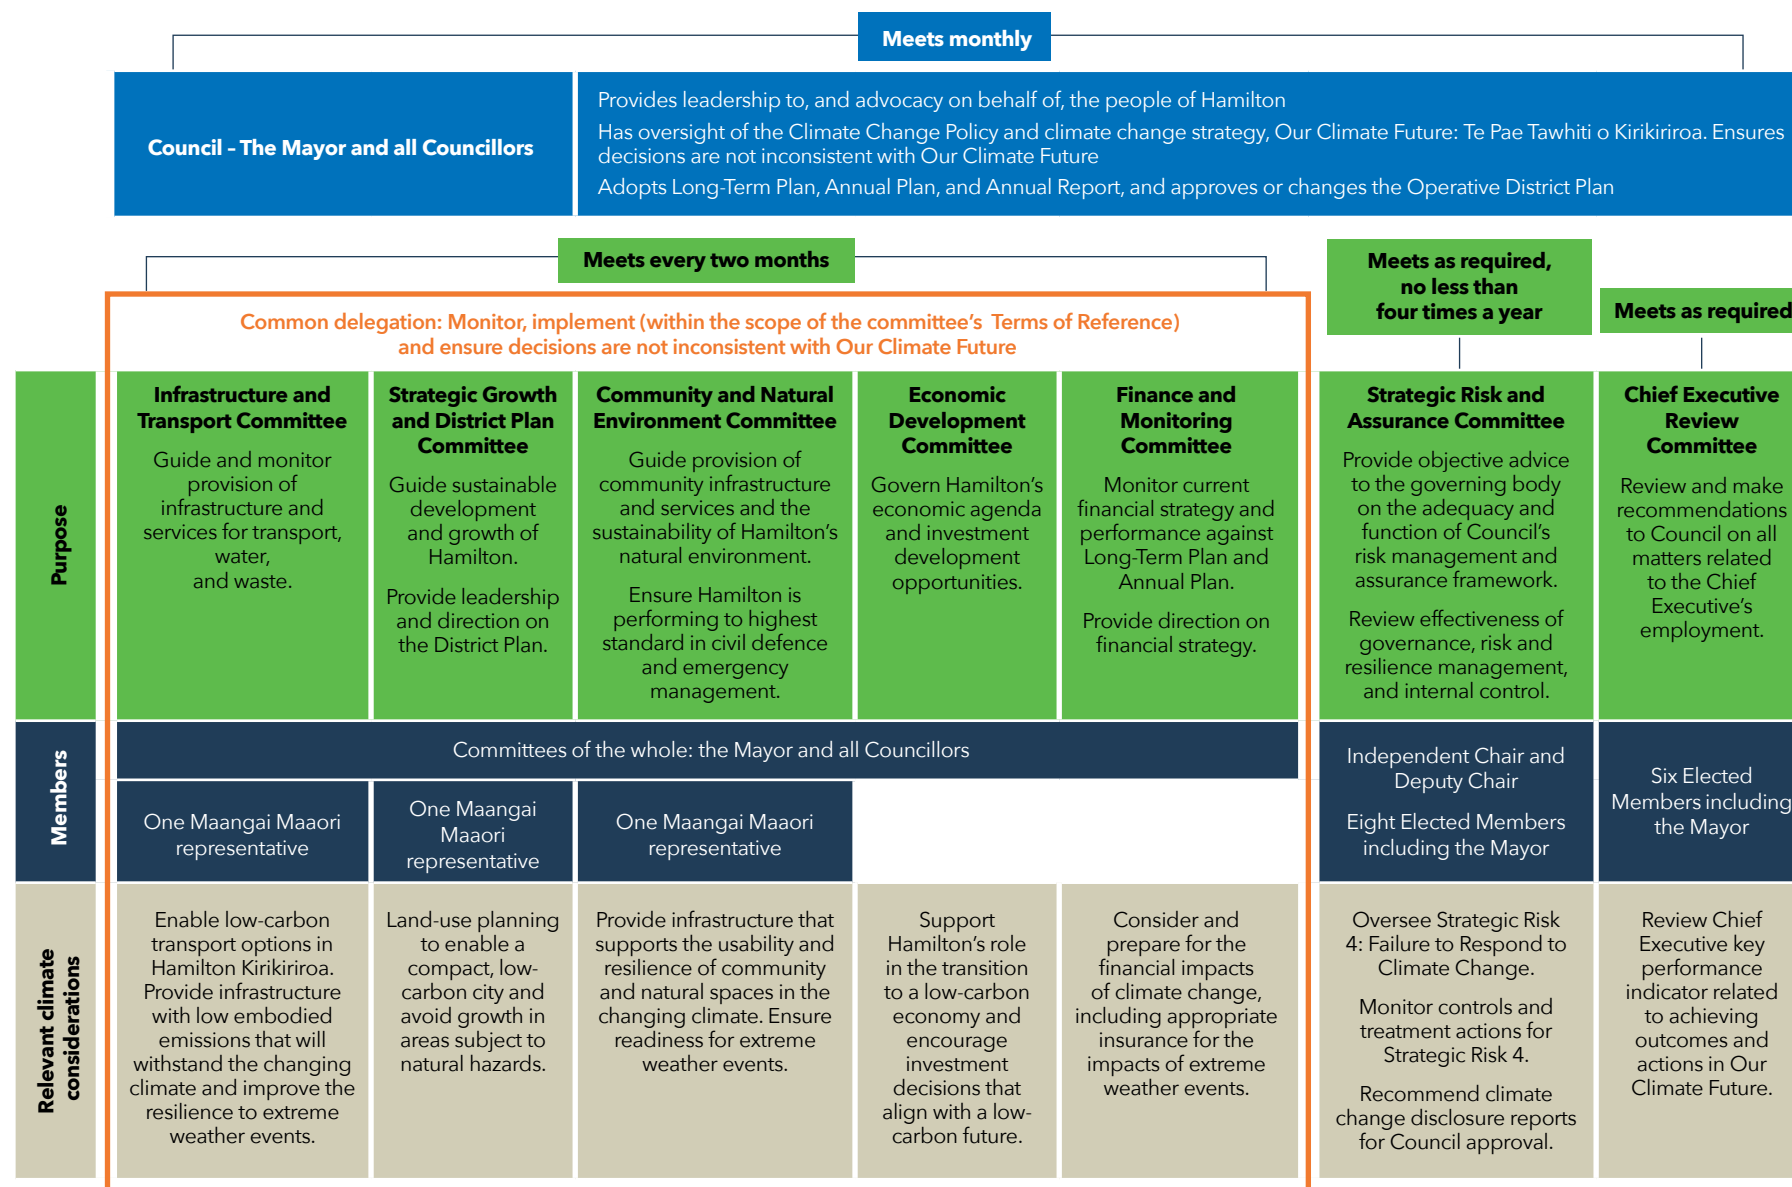 Meets monthly
Council – The Mayor and all Councillors
Provides leadership to, and advocacy on behalf of, the people of Hamilton
Has oversight of the Climate Change Policy and climate change strategy, Our Climate Future: Te Pae Tawhiti o Kirikiriroa. Ensures
decisions are not inconsistent with Our Climate Future
Adopts Long-Term Plan, Annual Plan, and Annual Report, and approves or changes the Operative District Plan
Meets every two months
Meets as required,
no less than
four times a year
Meets as required
Common delegation: Monitor, implement (within the scope of the committee's Terms of Reference)
and ensure decisions are not inconsistent with Our Climate Future
Purpose
Infrastructure and
Transport Committee
Guide and monitor
provision of
infrastructure and
services for transport,
water,
and waste.
Strategic Growth
and District Plan
Committee
Guide sustainable
development
and growth of
Hamilton.
Provide leadership
and direction on
the District Plan.
Community and Natural
Environment Committee
Guide provision of
community infrastructure
and services and the
sustainability of Hamilton's
natural environment.
Ensure Hamilton is
performing to highest
standard in civil defence
and emergency
management.
Economic
Development
Committee
Govern Hamilton's
economic agenda
and investment
development
opportunities.
Finance and
Monitoring
Committee
Monitor current
financial strategy and
performance against
Long-Term Plan and
Annual Plan.
Provide direction on
financial strategy.
Strategic Risk and
Assurance Committee
Provide objective advice
to the governing body
on the adequacy and
function of Council's
risk management and
assurance framework.
Review effectiveness of
governance, risk and
resilience management,
and internal control.
Chief Executive
Review
Committee
Review and make
recommendations
to Council on all
matters related
to the Chief
Executive's
employment.
Members
Committees of the whole: the Mayor and all Councillors
One Maangai Maaori
representative
One Maangai
Maaori
representative
One Maangai Maaori
representative
Independent Chair and
Deputy Chair
Eight Elected Members
including the Mayor
Six Elected
Members including
the Mayor
Relevant climate
considerations
Enable low-carbon
transport options in
Hamilton Kirikiriroa.
Provide infrastructure
with low embodied
emissions that will
withstand the changing
climate and improve the
resilience to extreme
weather events.
Land-use planning
to enable a
compact, low-
carbon city and
avoid growth in
areas subject to
natural hazards.
Provide infrastructure that
supports the usability and
resilience of community
and natural spaces in the
changing climate. Ensure
readiness for extreme
weather events.
Support
Hamilton's role
in the transition
to a low-carbon
economy and
encourage
investment
decisions that
align with a low-
carbon future.
Consider and
prepare for the
financial impacts
of climate change,
including appropriate
insurance for the
impacts of extreme
weather events.
Oversee Strategic Risk
4: Failure to Respond to
Climate Change.
Monitor controls and
treatment actions for
Strategic Risk 4.
Recommend climate
change disclosure reports
for Council approval.
Review Chief
Executive key
performance
indicator related
to achieving
outcomes and
actions in Our
Climate Future.